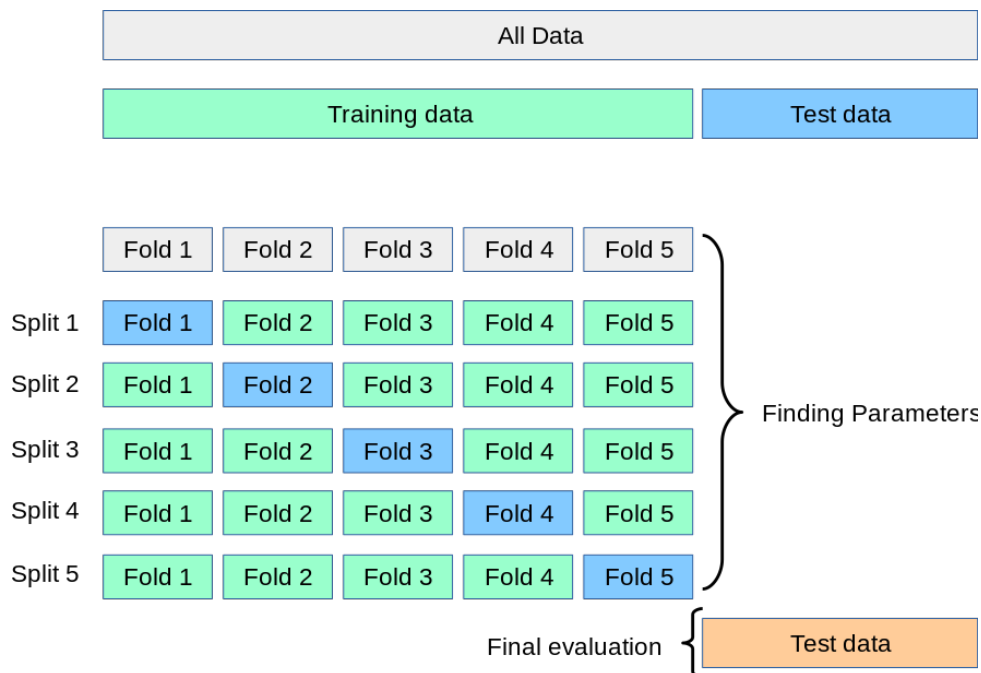 All Data
Training data Test data
Fold 1 Fold 2 Fold 3 Fold 4 Fold 5
Split 1 Fold 1 Fold 2 Fold 3 Fold 4 Fold 5
Split 2 Fold 1 Fold 2 Fold 3 Fold 4 Fold 5
Finding Parameters
Split 3 Fold 1 Fold 2 Fold 3 Fold 4 Fold 5
Split 4 Fold 1 Fold 2 Fold 3 Fold 4 Fold 5
Split 5 Fold 1 Fold 2 Fold 3 Fold 4 Fold 5
Final evaluation Test data